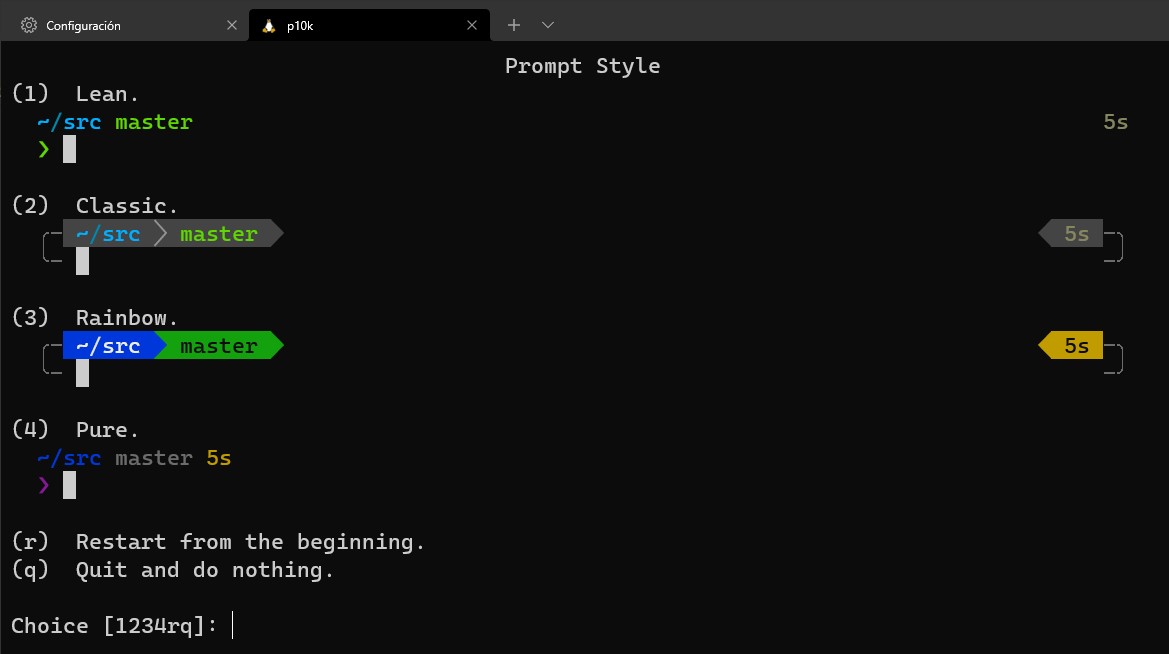 Configuración
p10k
Prompt Style
(1) Lean.
~/src master 5s
❯
(2) Classic.
~/src master 5s
(3) Rainbow.
~/src master 5s
(4) Pure.
~/src master 5s
❯
(r) Restart from the beginning.
(q) Quit and do nothing.
Choice [1234rq]: